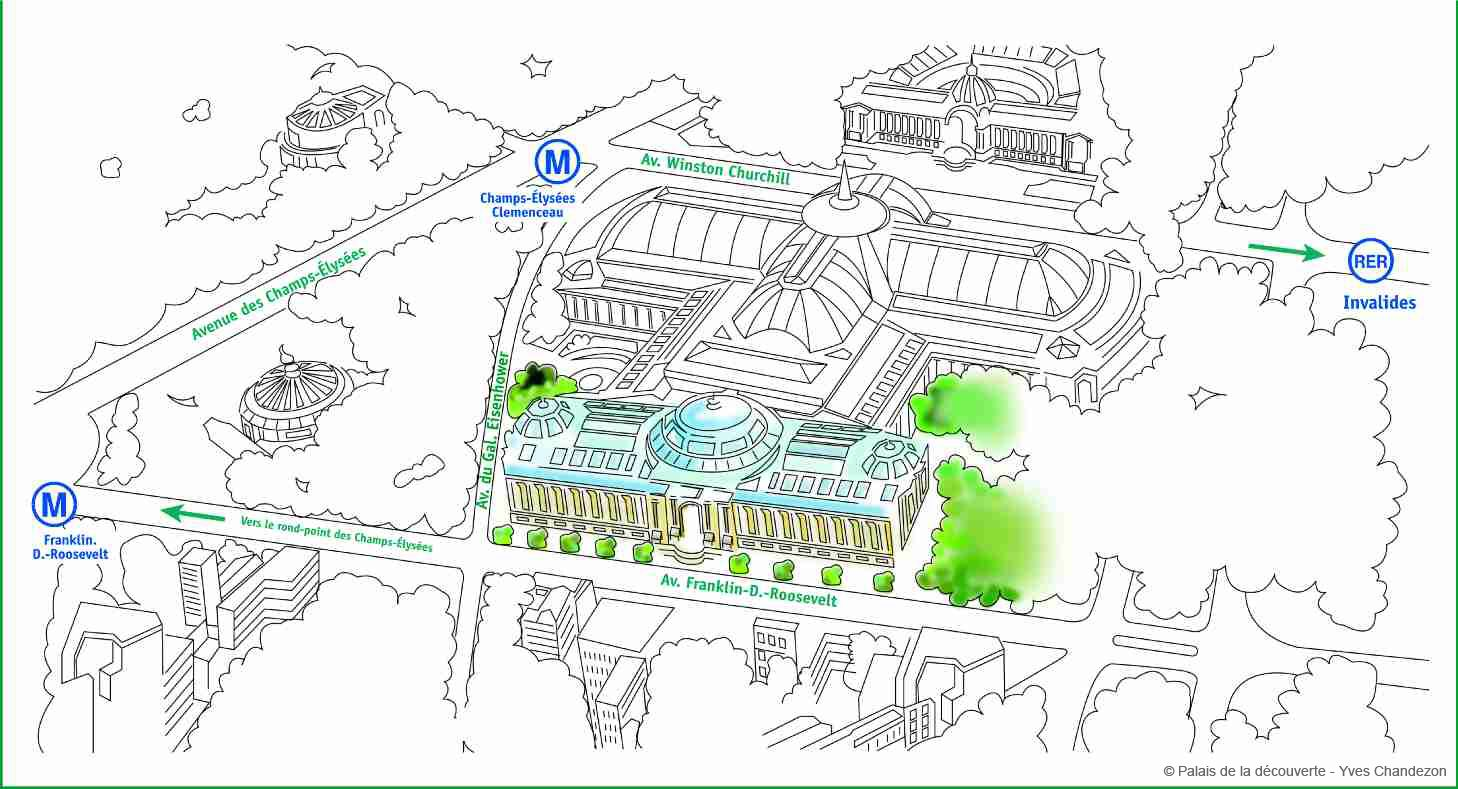 M
Champs-Élysées
Clemenceau
Av. Winston Churchill
RER
Invalides
Avenue des Champs-Élysées
Av. du Gal. Eisenhower
M
Franklin.
D.-Roosevelt
Vers le rond-point des Champs-Élysées
Av. Franklin-D.-Roosevelt
© Palais de la découverte - Yves Chandezon